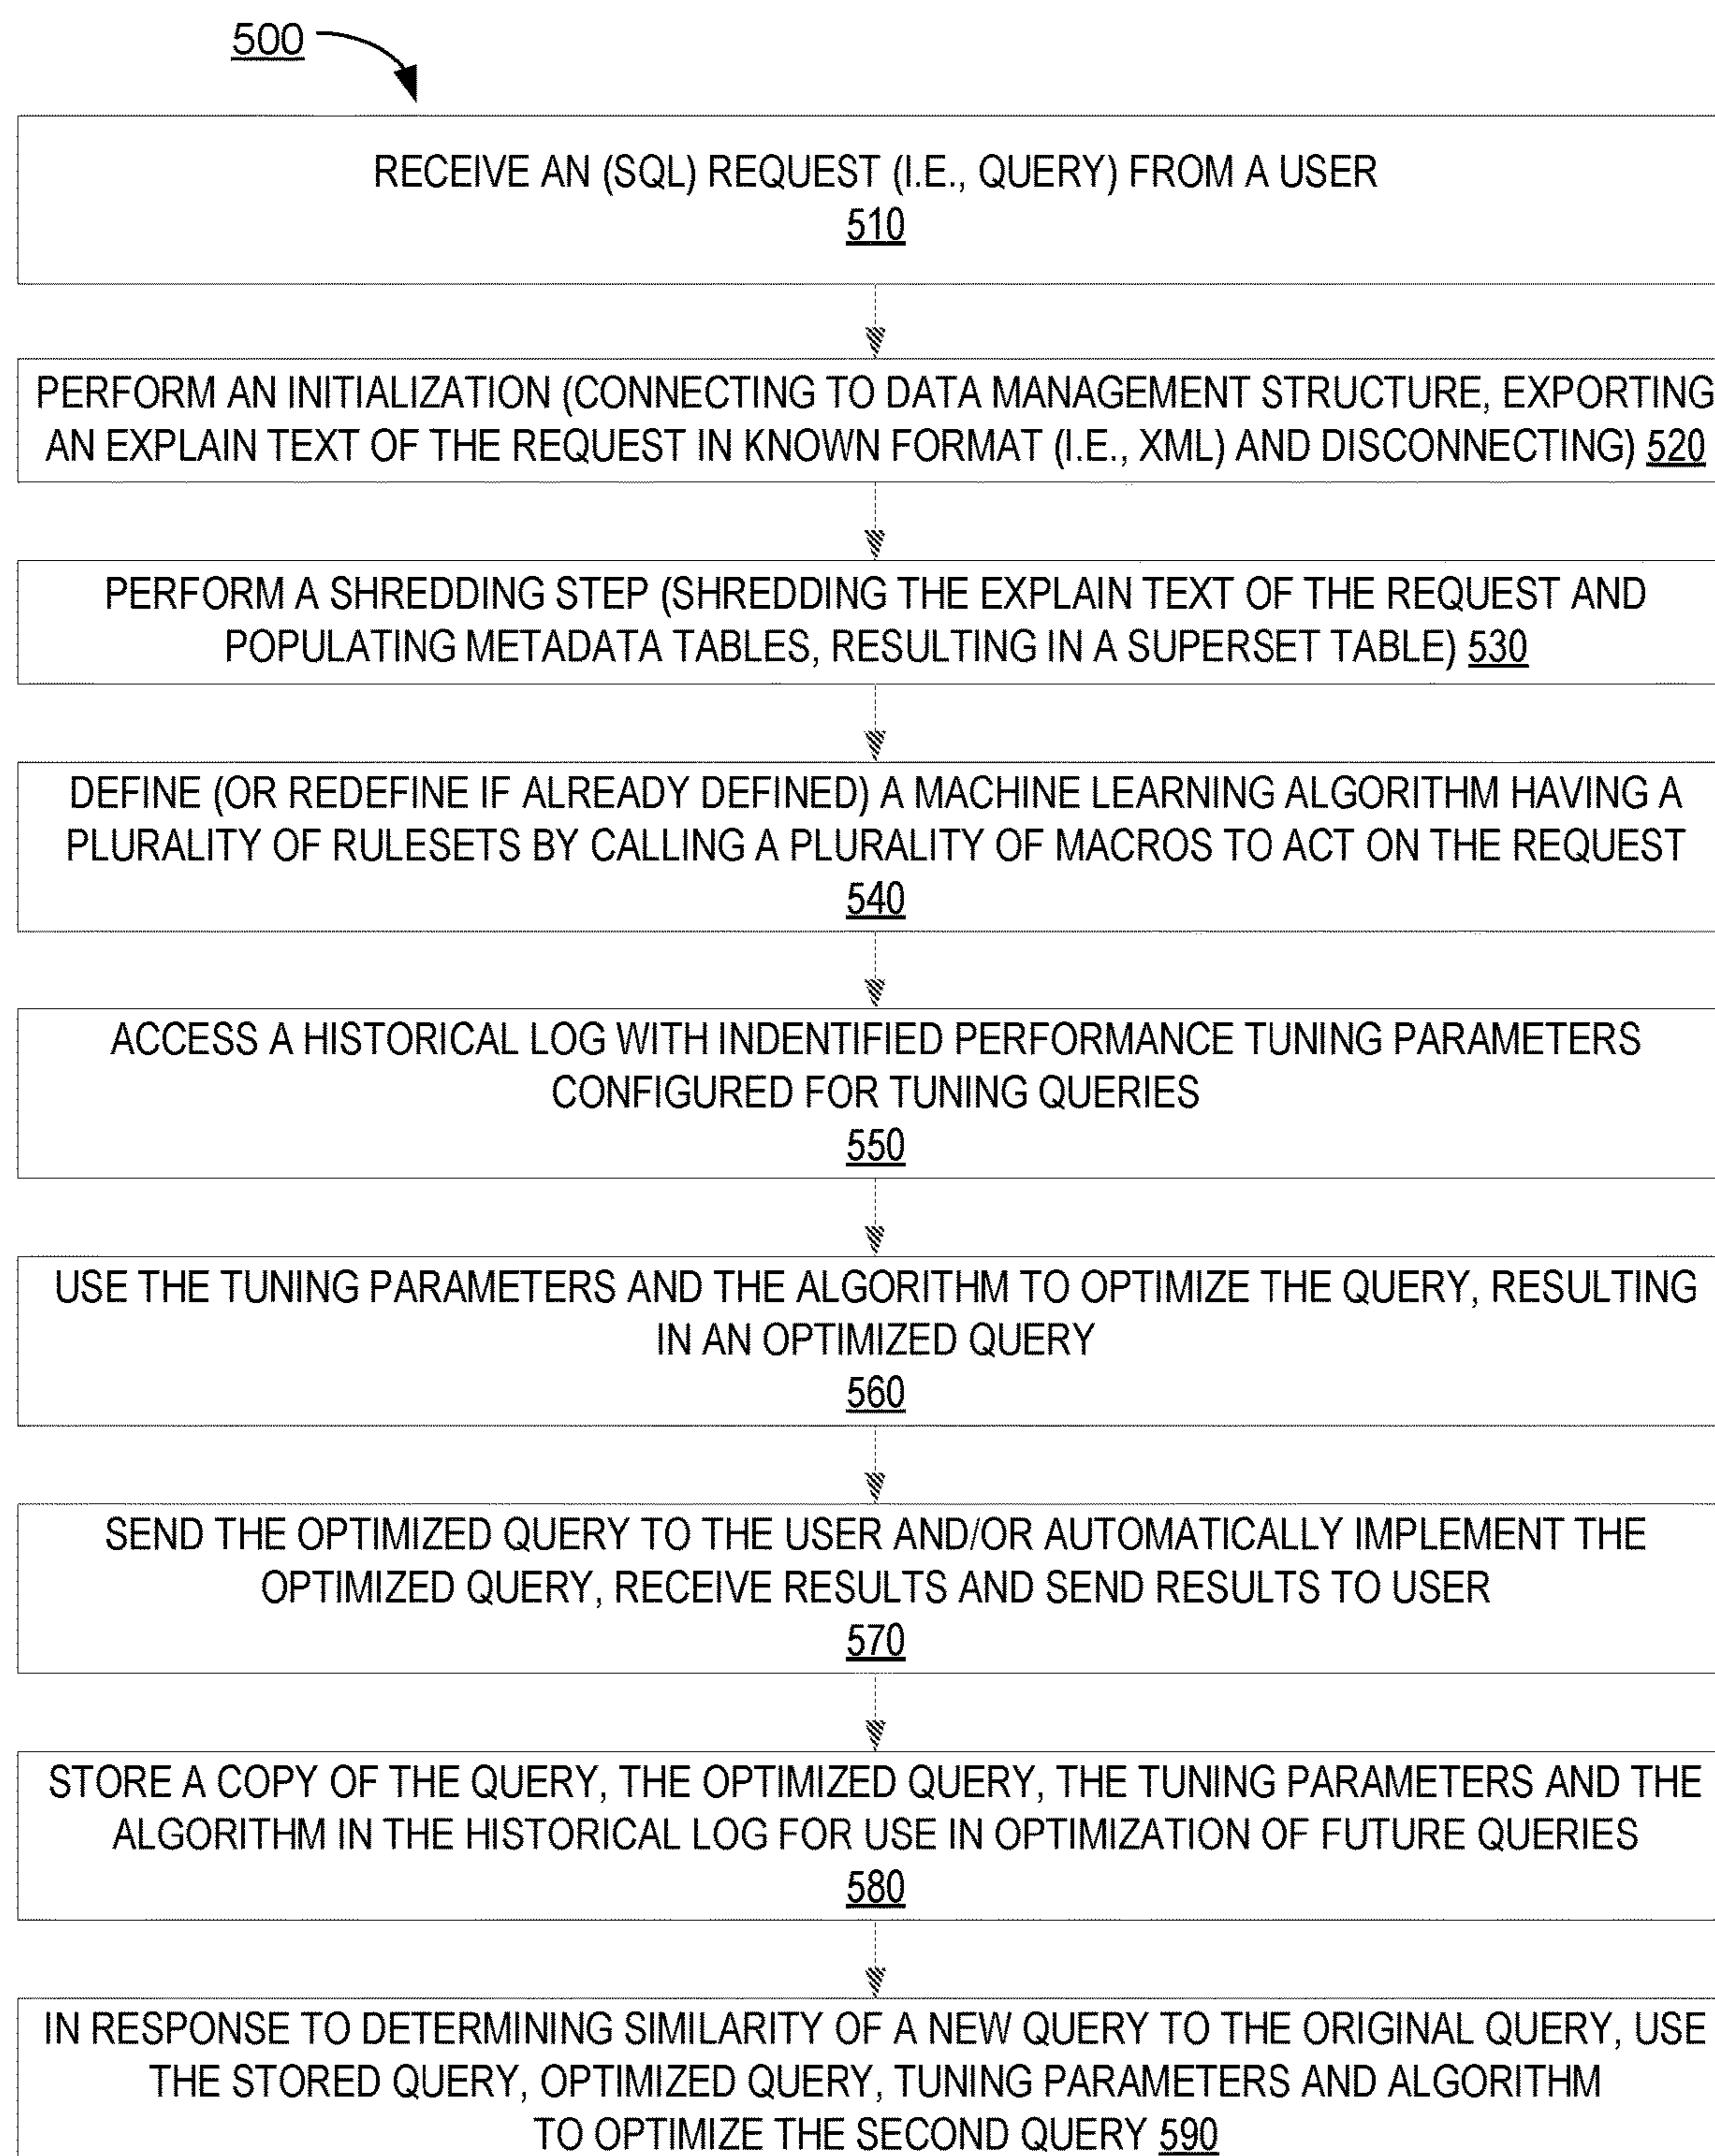 500
RECEIVE AN (SQL) REQUEST (I.E., QUERY) FROM A USER
510
PERFORM AN INITIALIZATION (CONNECTING TO DATA MANAGEMENT STRUCTURE, EXPORTING
AN EXPLAIN TEXT OF THE REQUEST IN KNOWN FORMAT (I.E., XML) AND DISCONNECTING) 520
PERFORM A SHREDDING STEP (SHREDDING THE EXPLAIN TEXT OF THE REQUEST AND
POPULATING METADATA TABLES, RESULTING IN A SUPERSET TABLE) 530
DEFINE (OR REDEFINE IF ALREADY DEFINED) A MACHINE LEARNING ALGORITHM HAVING A
PLURALITY OF RULESETS BY CALLING A PLURALITY OF MACROS TO ACT ON THE REQUEST
540
ACCESS A HISTORICAL LOG WITH INDENTIFIED PERFORMANCE TUNING PARAMETERS
CONFIGURED FOR TUNING QUERIES
550
USE THE TUNING PARAMETERS AND THE ALGORITHM TO OPTIMIZE THE QUERY, RESULTING
IN AN OPTIMIZED QUERY
560
SEND THE OPTIMIZED QUERY TO THE USER AND/OR AUTOMATICALLY IMPLEMENT THE
OPTIMIZED QUERY, RECEIVE RESULTS AND SEND RESULTS TO USER
570
STORE A COPY OF THE QUERY, THE OPTIMIZED QUERY, THE TUNING PARAMETERS AND THE
ALGORITHM IN THE HISTORICAL LOG FOR USE IN OPTIMIZATION OF FUTURE QUERIES
580
IN RESPONSE TO DETERMINING SIMILARITY OF A NEW QUERY TO THE ORIGINAL QUERY, USE
THE STORED QUERY, OPTIMIZED QUERY, TUNING PARAMETERS AND ALGORITHM
TO OPTIMIZE THE SECOND QUERY 590